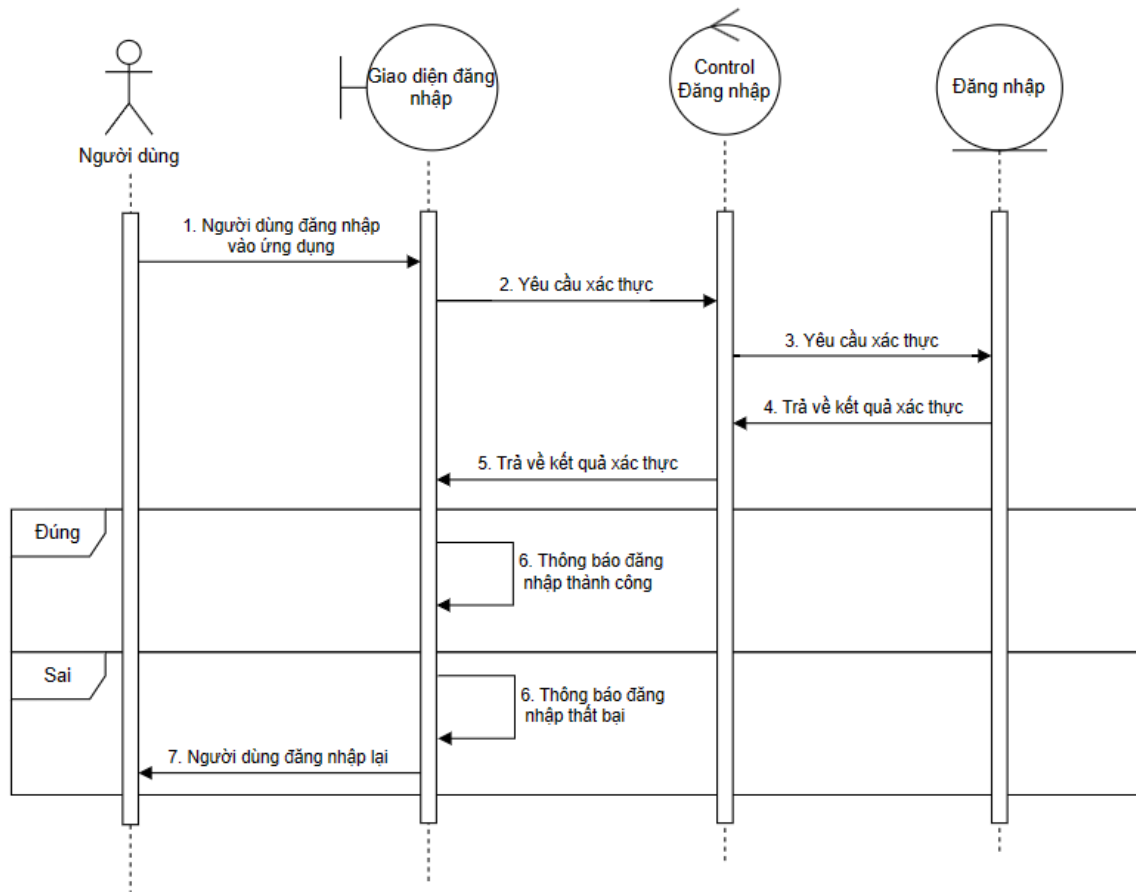 Người dùng
Giao diện đăng
nhập
Control
Đăng nhập
Đăng nhập
1. Người dùng đăng nhập
vào ứng dụng
2. Yêu cầu xác thực
3. Yêu cầu xác thực
4. Trả về kết quả xác thực
5. Trả về kết quả xác thực
Đúng
6. Thông báo đăng
nhập thành công
Sai
6. Thông báo đăng
nhập thất bại
7. Người dùng đăng nhập lại